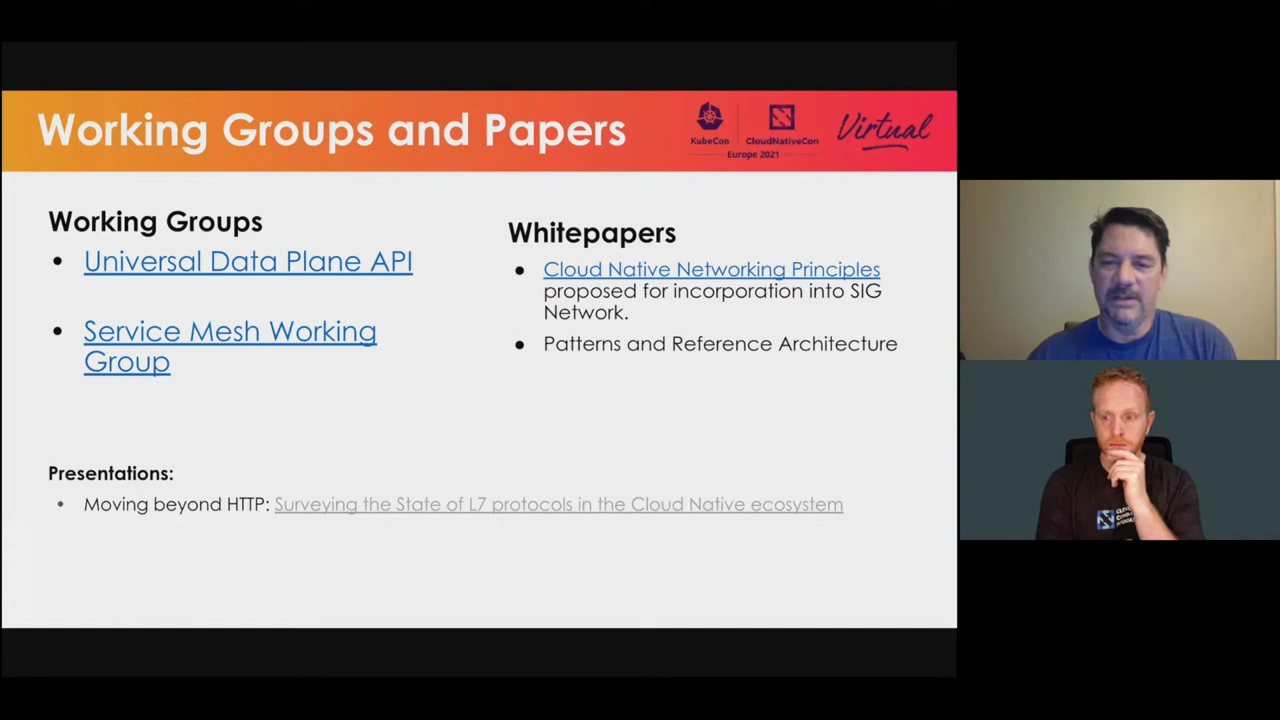 Working Groups and Papers
KubeCon
CloudNativeCon
Europe 2021
Virtual
Working Groups
• Universal Data Plane API
• Service Mesh Working
Group
Whitepapers
● Cloud Native Networking Principles
proposed for incorporation into SIG
Network.
● Patterns and Reference Architecture
Presentations:
• Moving beyond HTTP: Surveying the State of L7 protocols in the Cloud Native ecosystem